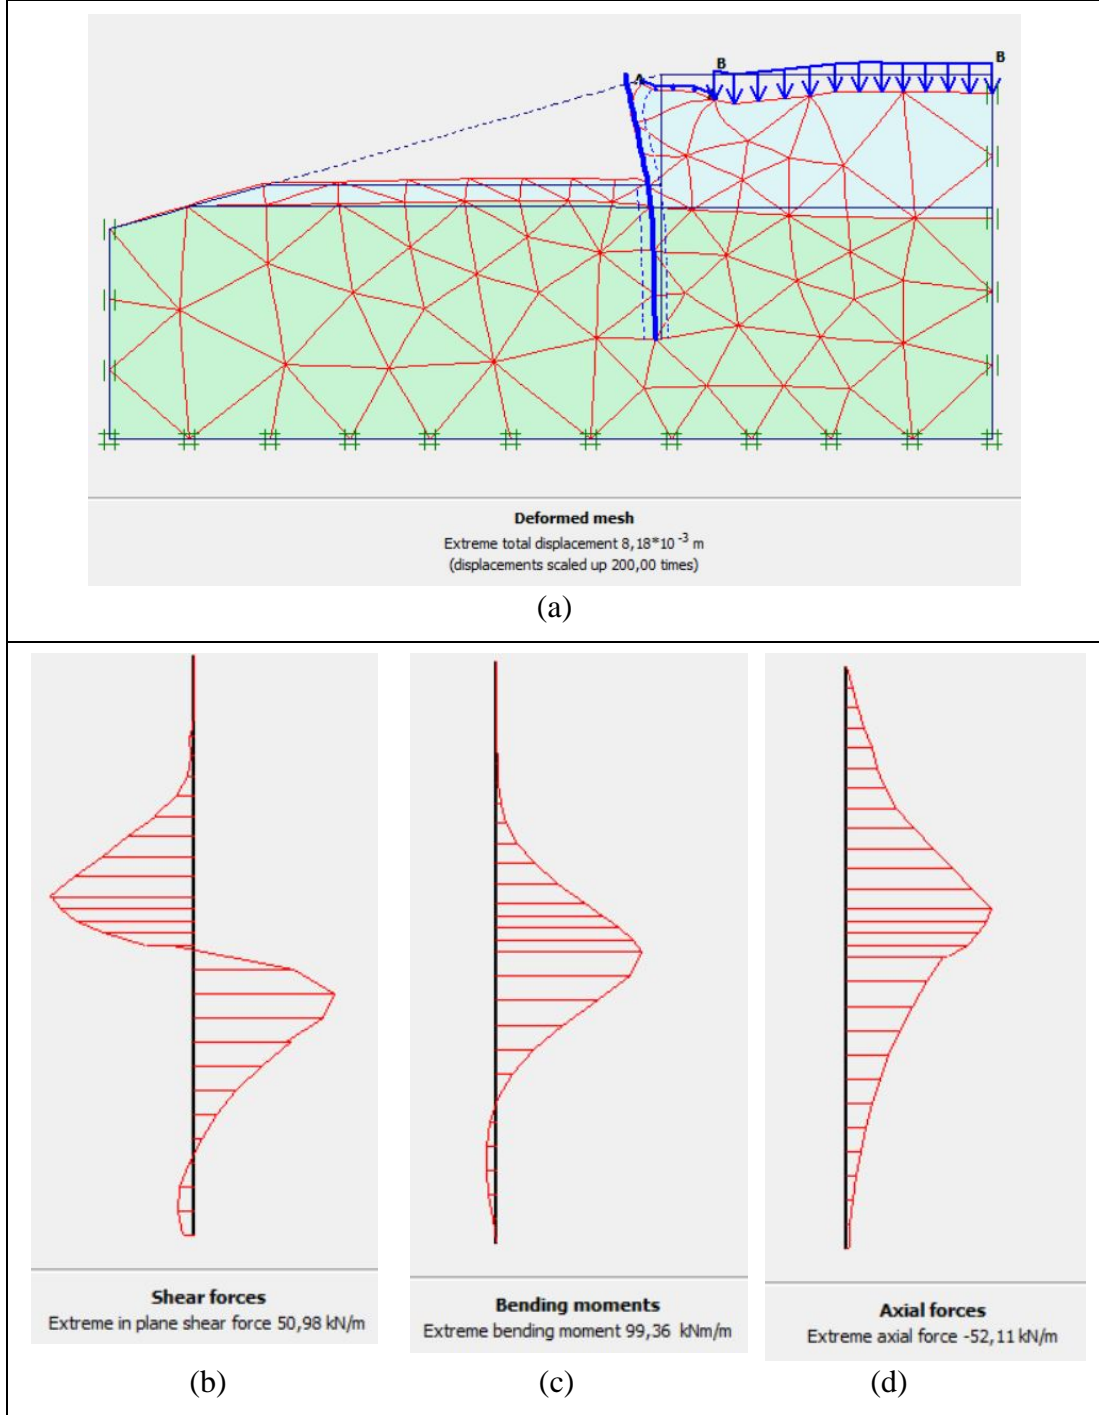 A
B
B
Deformed mesh
Extreme total displacement 8,18*10 -3 m
(displacements scaled up 200,00 times)
(a)
Shear forces
Extreme in plane shear force 50,98 kN/m
(b)
Bending moments
Extreme bending moment 99,36 kNm/m
(c)
Axial forces
Extreme axial force -52,11 kN/m
(d)